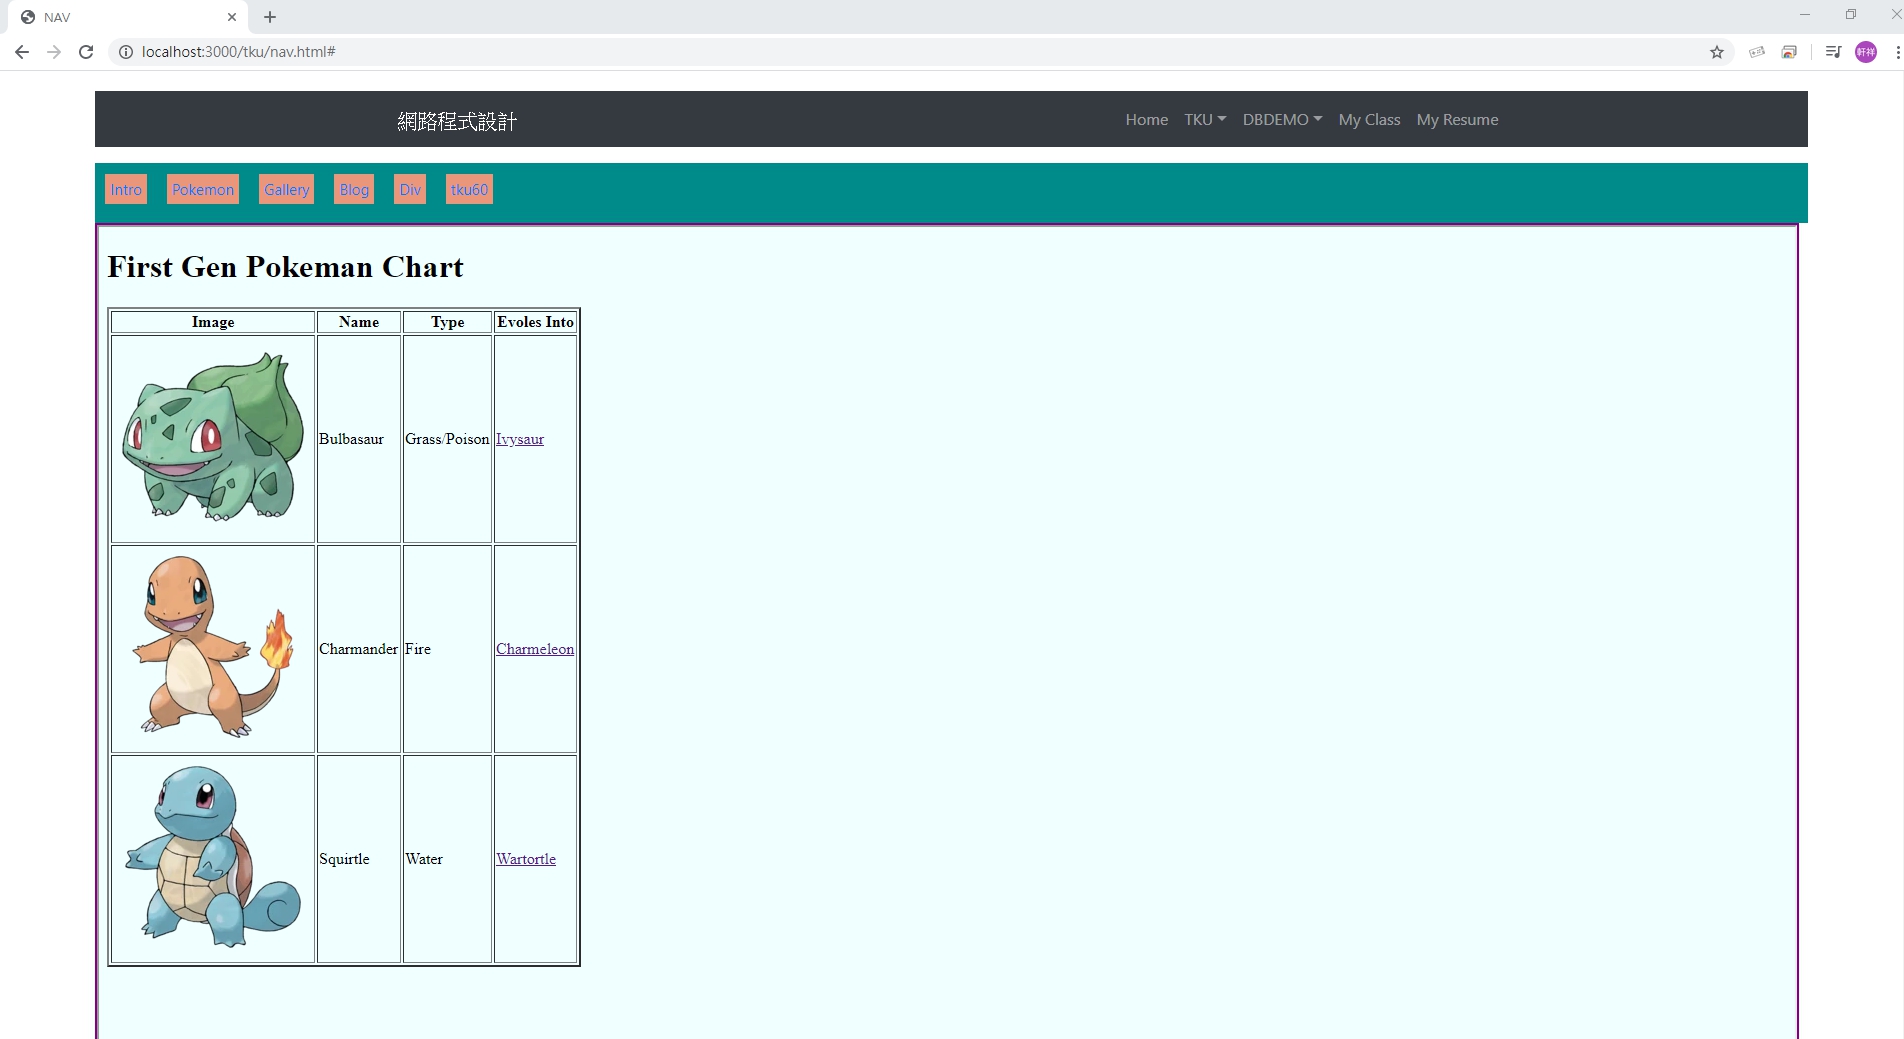 NAV
localhost:3000/tku/nav.html#
軒祥
網路程式設計 Home TKU DBDEMO My Class My Resume
Intro Pokemon Gallery Blog Div tku60
First Gen Pokeman Chart
Image Name Type Evoles Into
Bulbasaur Grass/Poison Ivysaur
Charmander Fire Charmeleon
Squirtle Water Wartortle